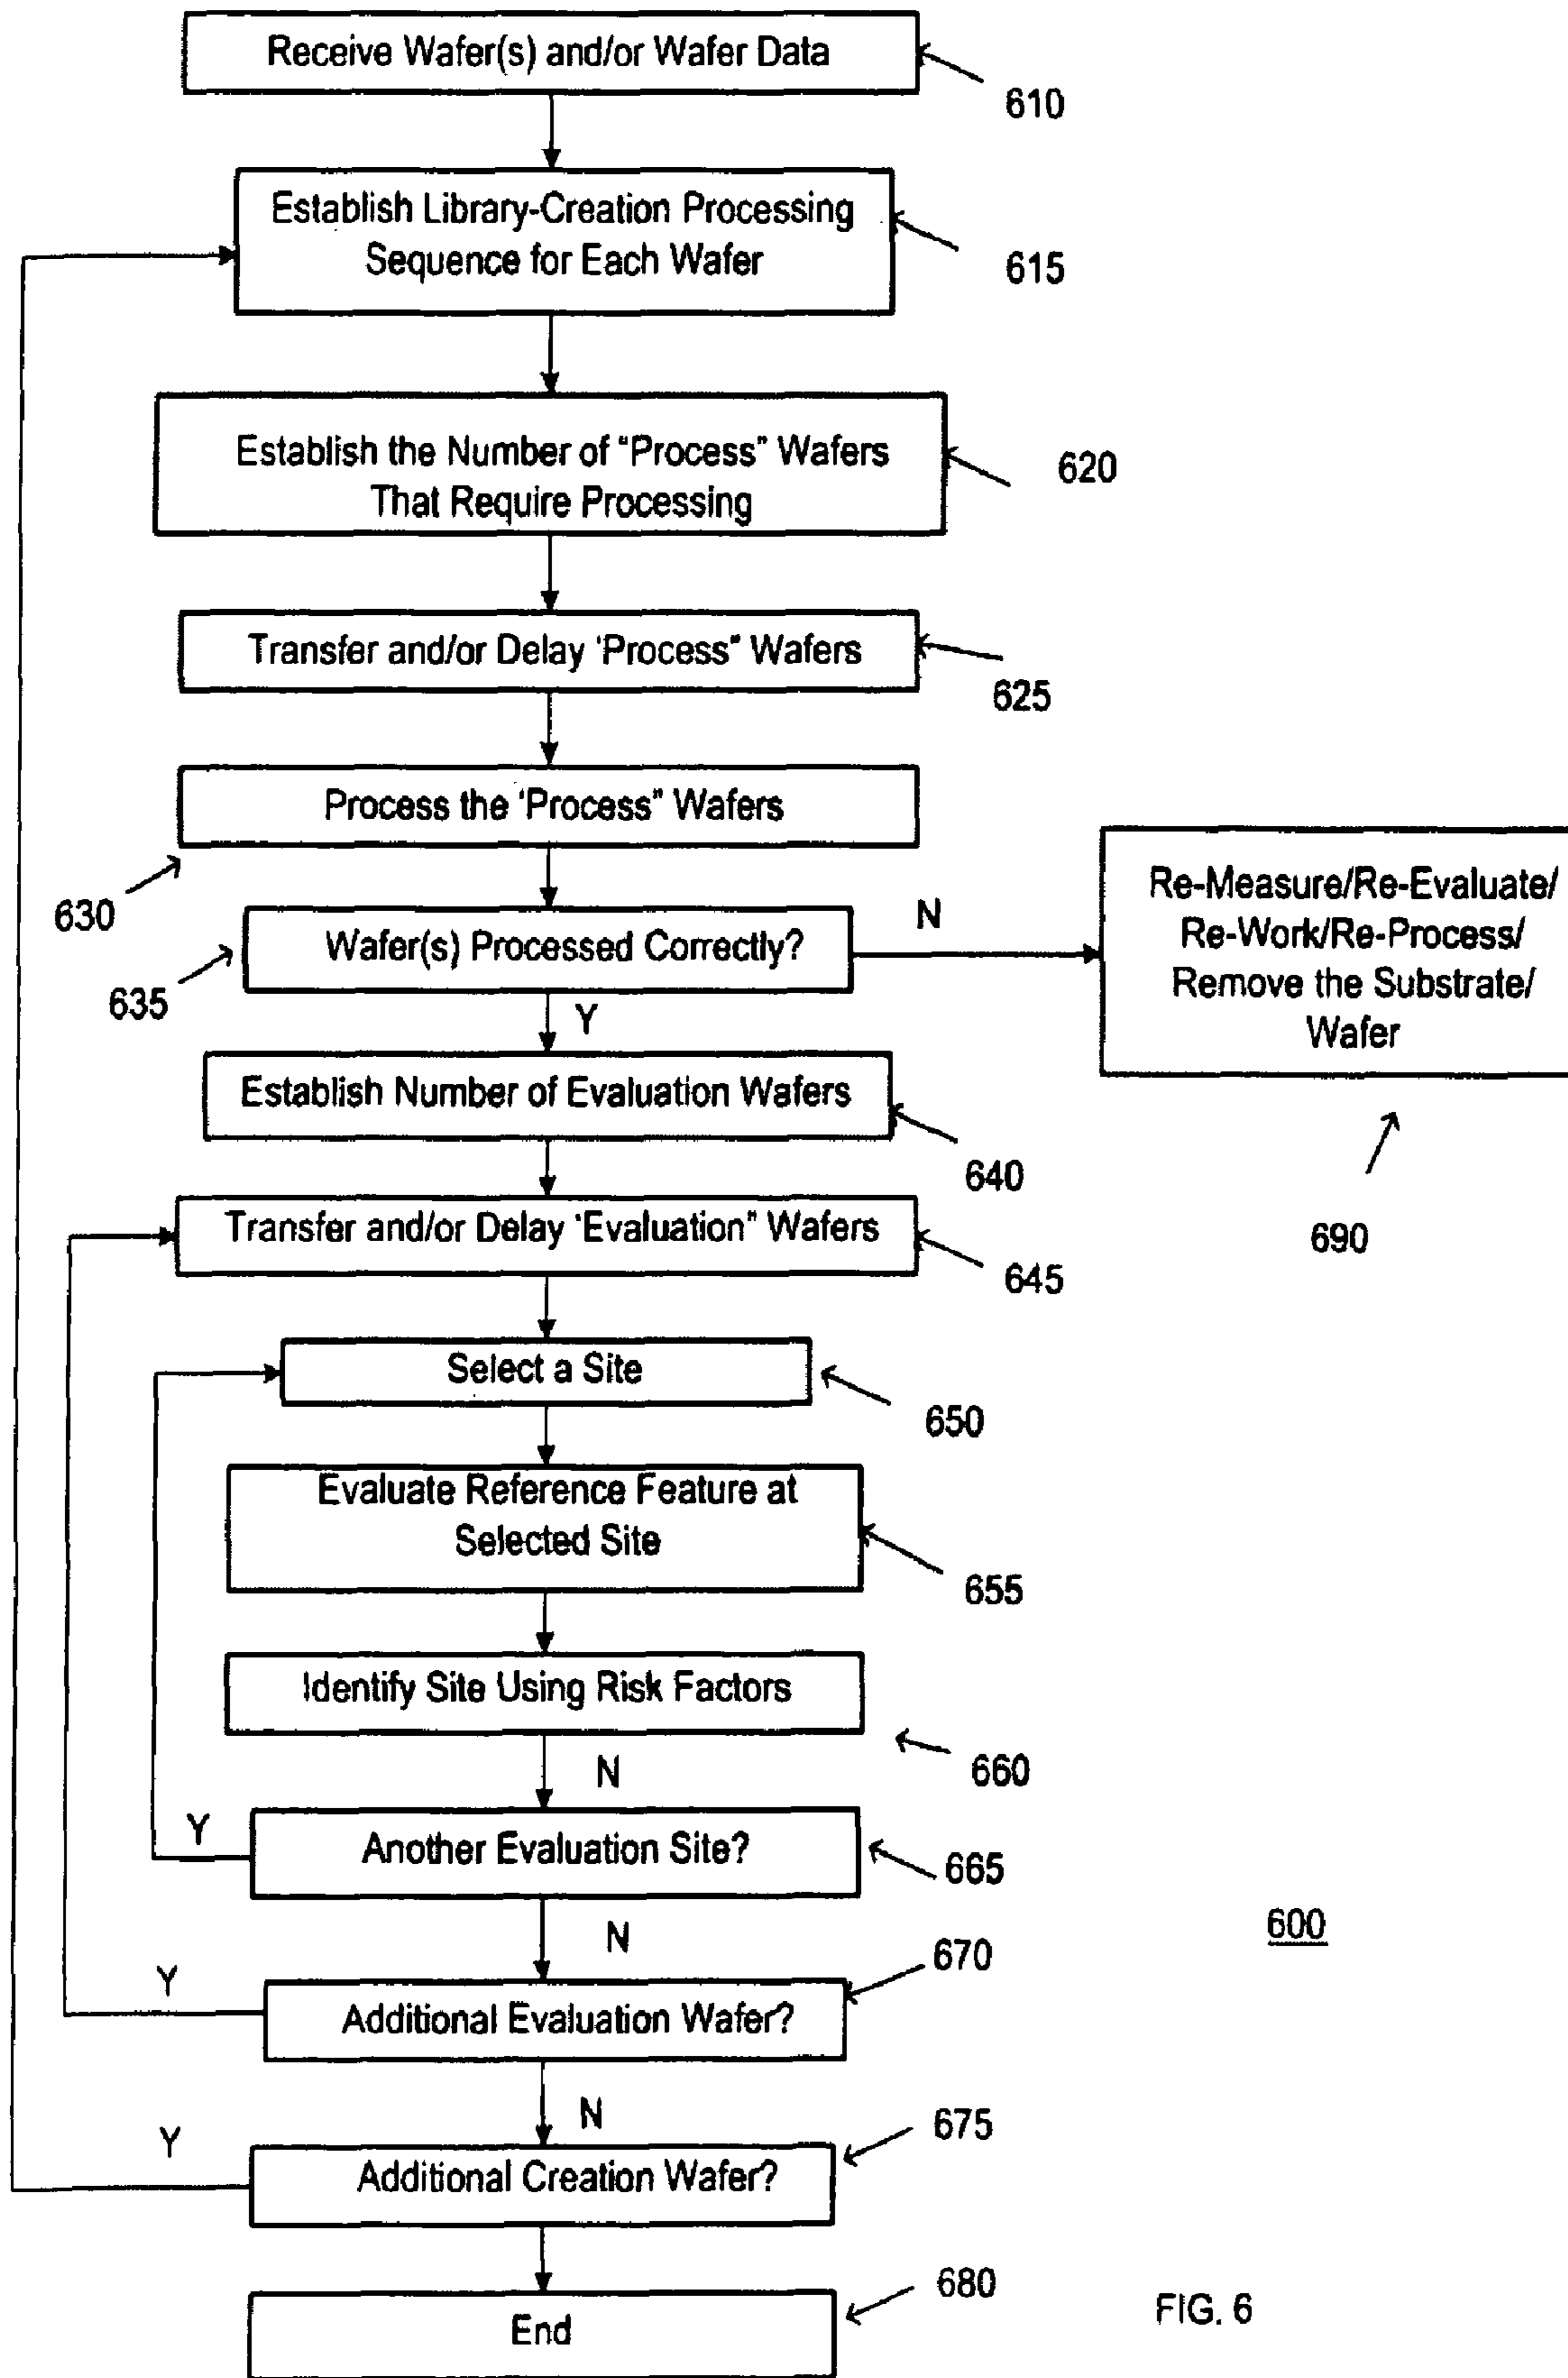 Receive Wafer(s) and/or Wafer Data
610
Establish Library-Creation Processing
Sequence for Each Wafer
615
Establish the Number of "Process" Wafers
That Require Processing
620
Transfer and/or Delay 'Process" Wafers
625
Process the 'Process" Wafers
630
Wafer(s) Processed Correctly?
635
N
Re-Measure/Re-Evaluate/
Re-Work/Re-Process/
Remove the Substrate/
Wafer
690
Y
Establish Number of Evaluation Wafers
640
Transfer and/or Delay 'Evaluation" Wafers
645
Select a Site
650
Evaluate Reference Feature at
Selected Site
655
Identify Site Using Risk Factors
660
N
Y
Another Evaluation Site?
665
N
Y
Additional Evaluation Wafer?
670
600
N
Y
Additional Creation Wafer?
675
End
680
FIG. 6